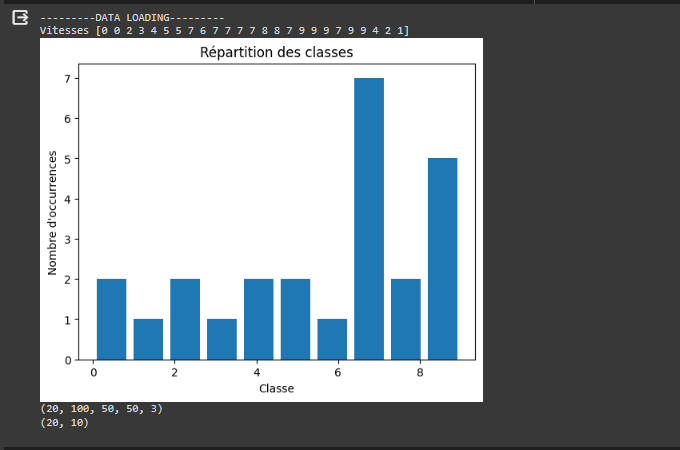 ---------DATA LOADING---------
Vitesses [0 0 2 3 4 5 5 7 6 7 7 7 7 8 8 7 9 9 9 7 9 9 4 2 1]
Répartition des classes
7
6
5
4
3
2
1
0
Nombre d'occurrences
0 2 4 6 8
Classe
(20, 100, 50, 50, 3)
(20, 10)